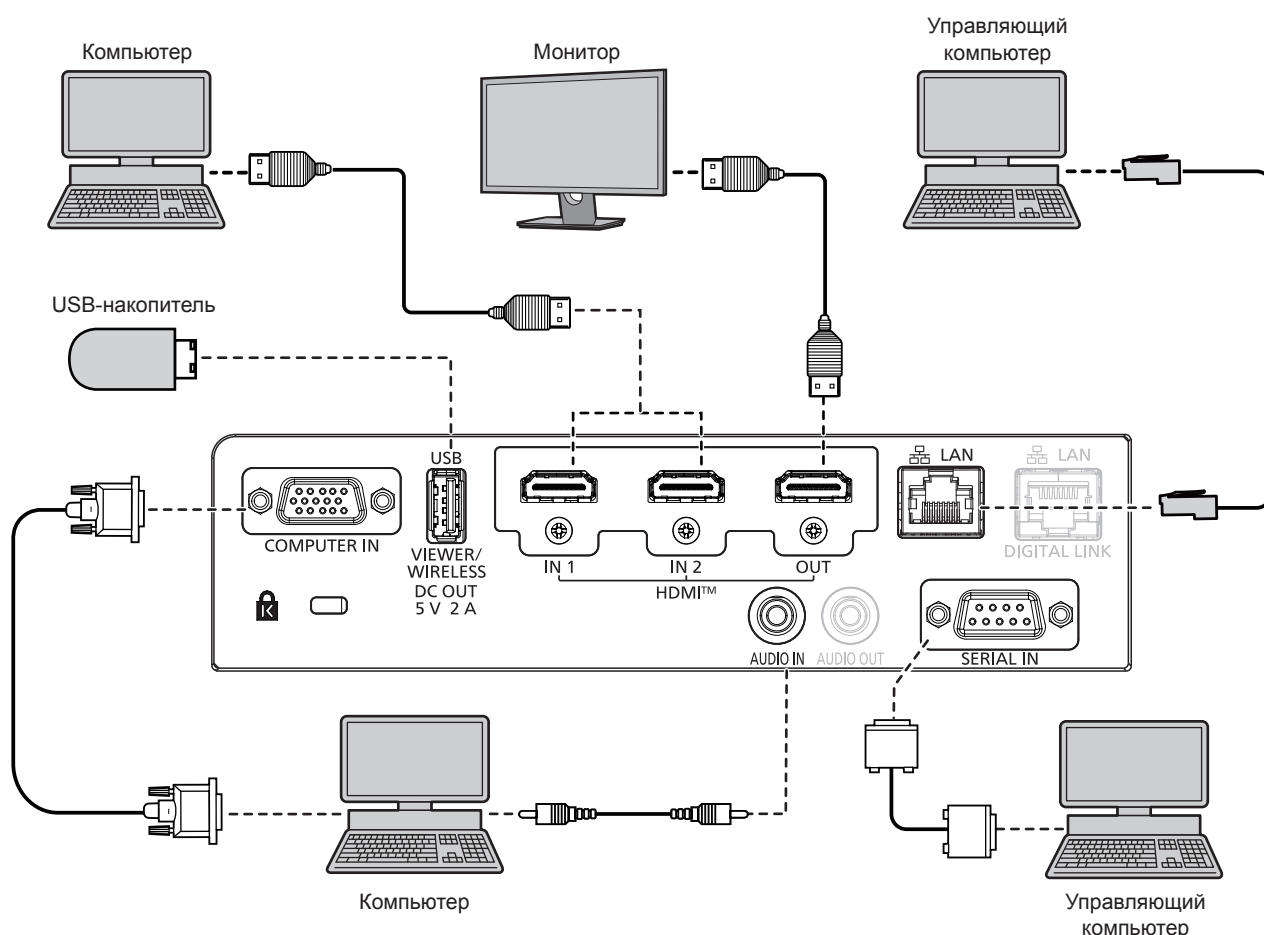 Компьютер
Монитор
Управляющий
компьютер
USB-накопитель
USB
LAN
LAN
COMPUTER IN
VIEWER/
WIRELESS
DC OUT
5 V 2 A
IN 1
IN 2
OUT
HDMI™
DIGITAL LINK
K
AUDIO IN
AUDIO OUT
SERIAL IN
Компьютер
Управляющий
компьютер